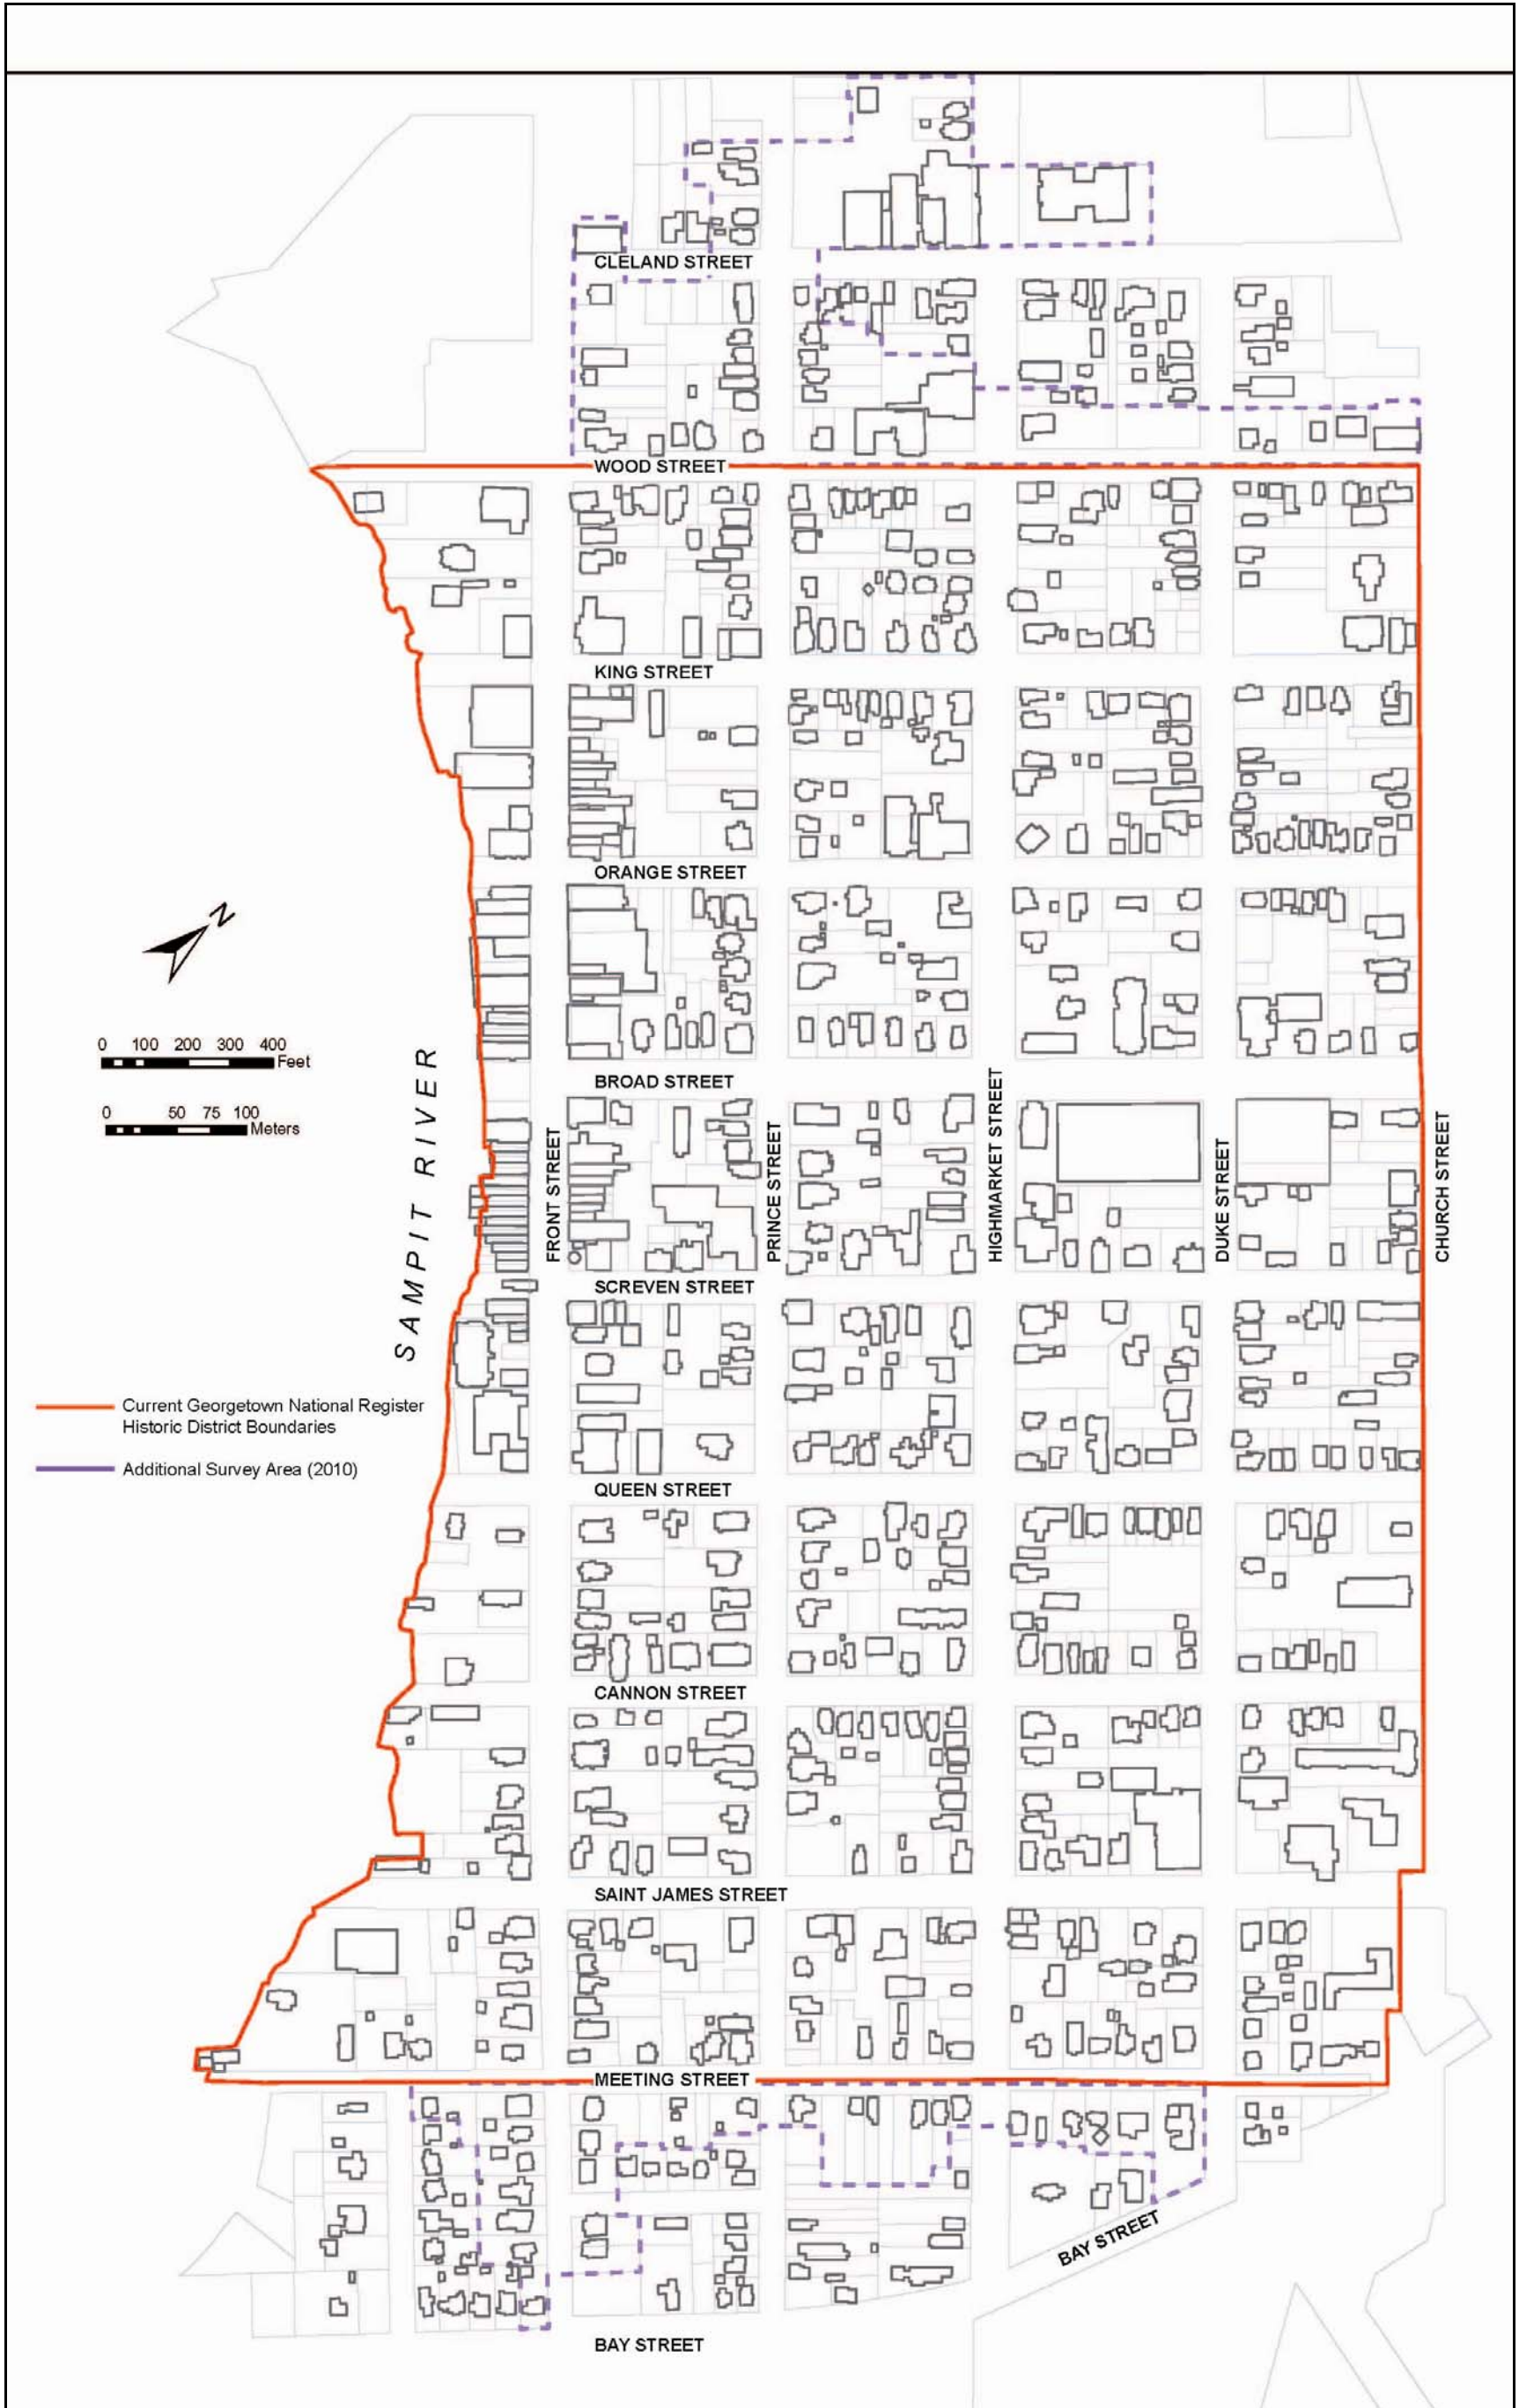 CLELAND STREET
WOOD STREET
KING STREET
ORANGE STREET
N
0 100 200 300 400
Feet
0 50 75 100
Meters
SAMPIT RIVER
BROAD STREET
FRONT STREET
PRINCE STREET
HIGHMARKET STREET
DUKE STREET
CHURCH STREET
SCREVEN STREET
Current Georgetown National Register
Historic District Boundaries
Additional Survey Area (2010)
QUEEN STREET
CANNON STREET
SAINT JAMES STREET
MEETING STREET
BAY STREET
BAY STREET